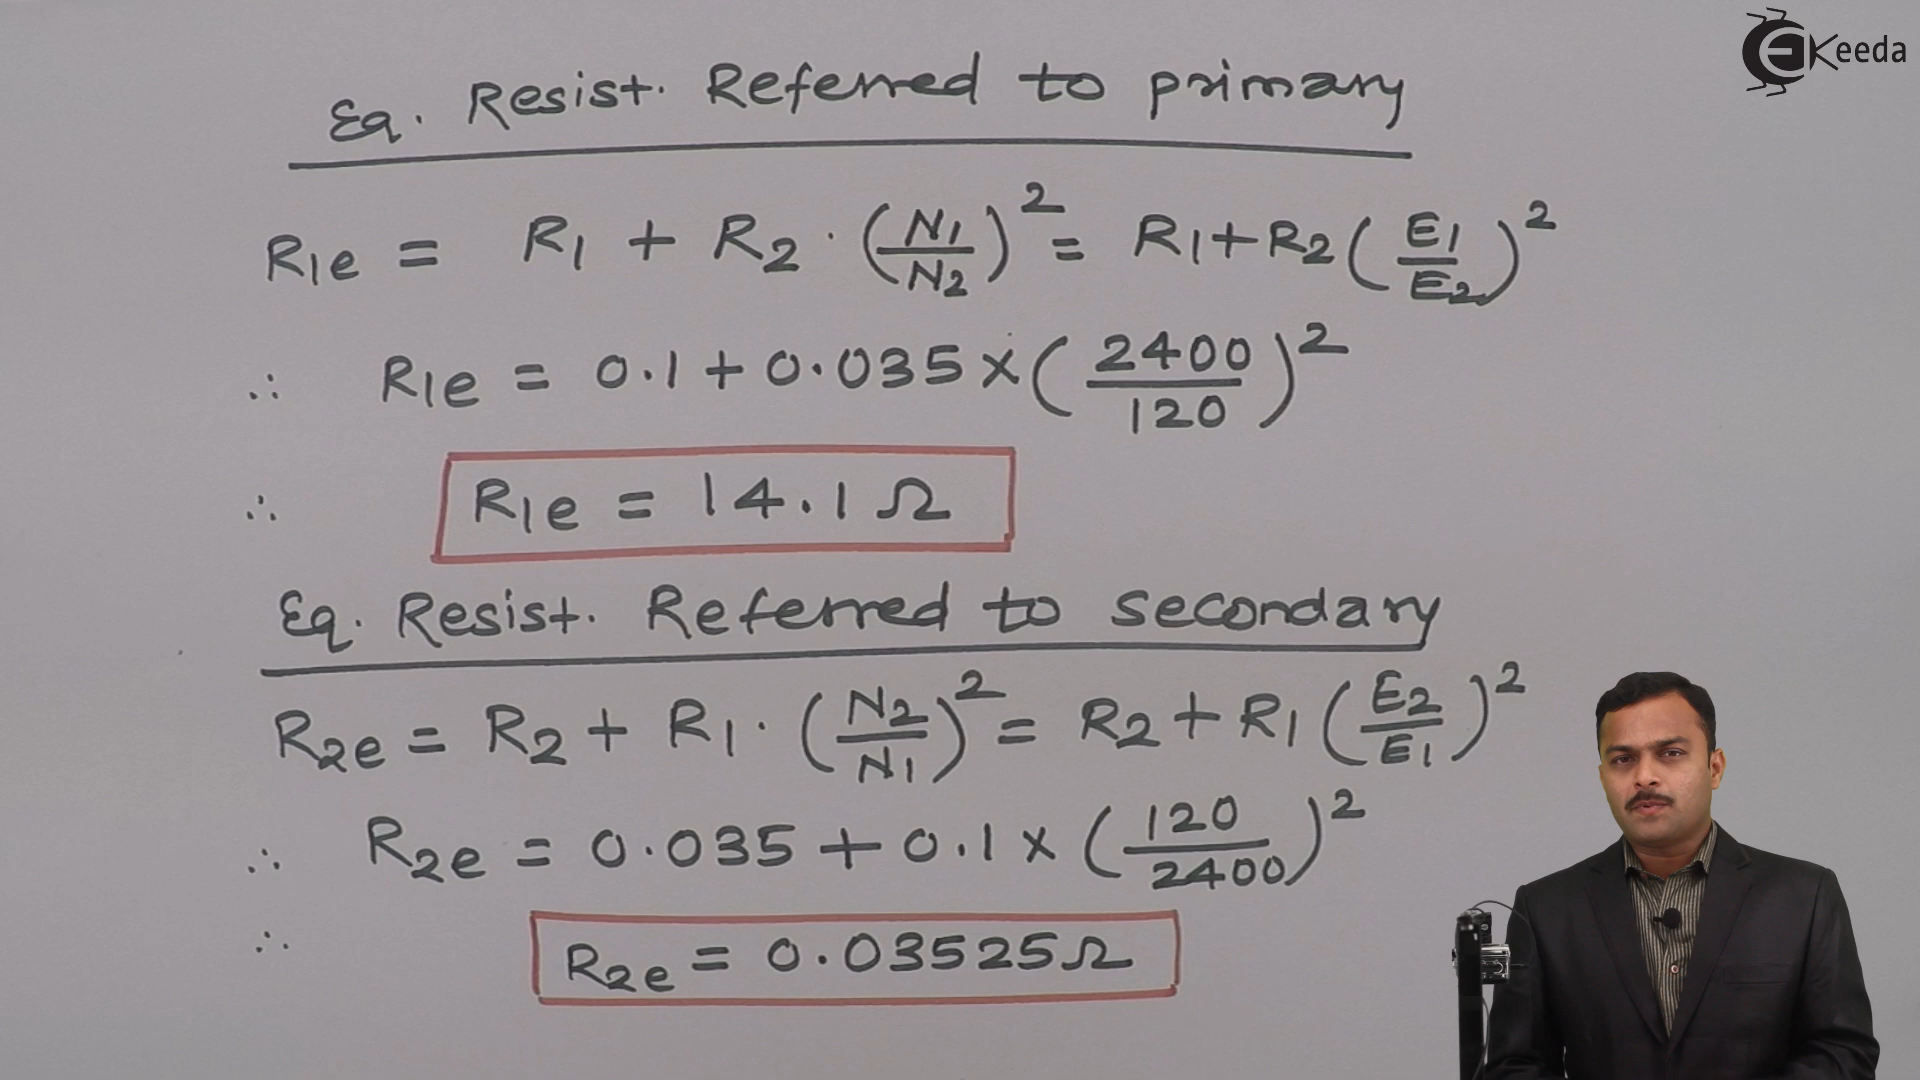 EKeeda
Eq. Resist. Referred to primary
R1e = R1 + R2 · (N1/N2)² = R1+R2 (E1/E2)²
∴ R1e = 0.1 + 0.035 × (2400/120)²
∴ R1e = 14.1 Ω
Eq. Resist. Referred to secondary
R2e = R2 + R1 · (N2/N1)² = R2 + R1 (E2/E1)²
∴ R2e = 0.035 + 0.1 × (120/2400)²
∴ R2e = 0.03525 Ω